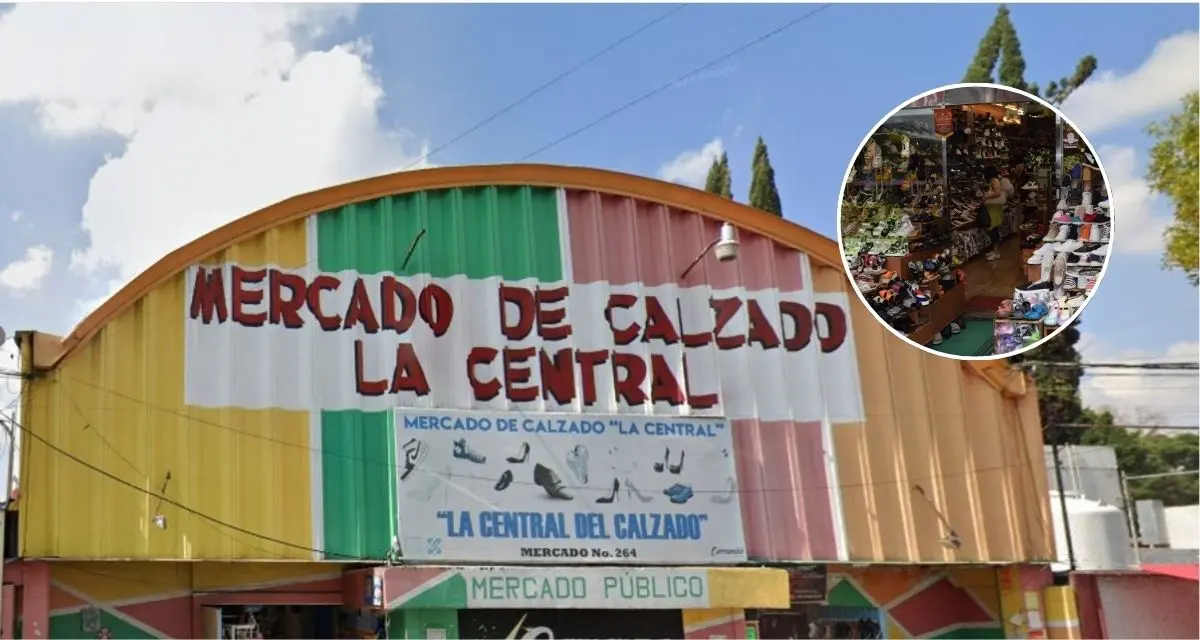 MERCADO DE CALZADO
LA CENTRAL
MERCADO DE CALZADO "LA CENTRAL"
"LA CENTRAL DEL CALZADO"
MERCADO No. 264
MERCADO PÚBLICO